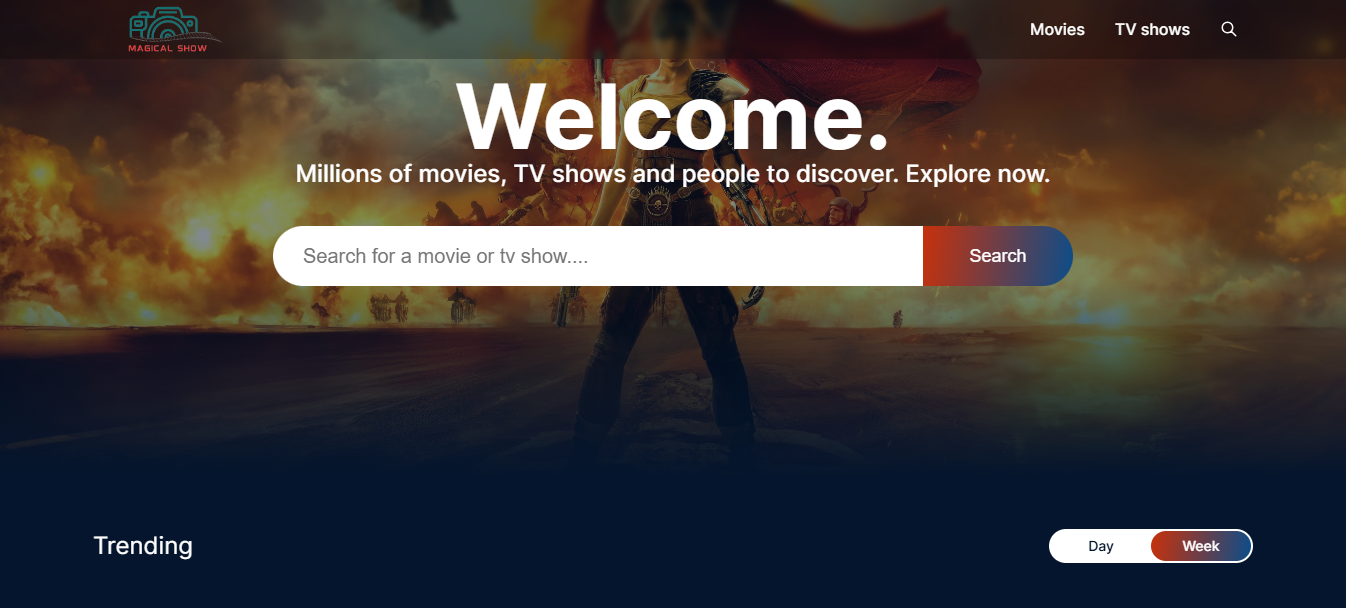 MAGICAL SHOW
Movies TV shows
Welcome.
Millions of movies, TV shows and people to discover. Explore now.
Search for a movie or tv show.... Search
Trending Day Week